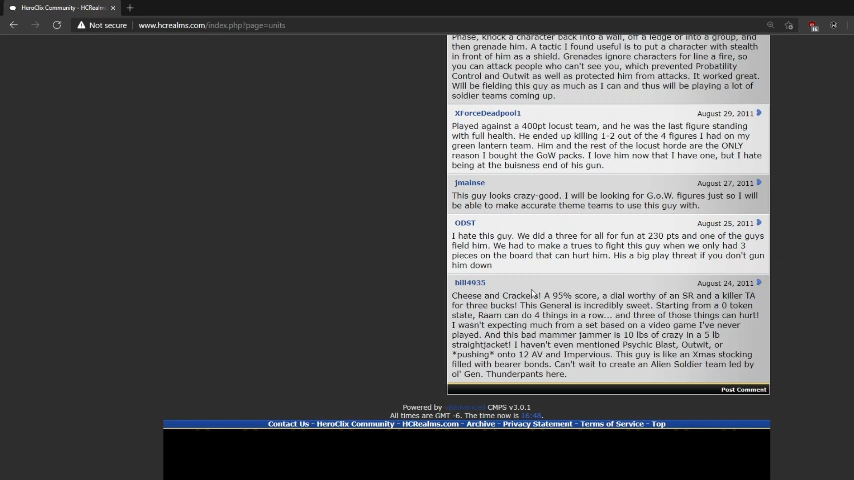 HeroClix Community - HCRealms
Not secure www.hcrealms.com/index.php?page=units
Phase, knock a character back into a wall, off a ledge or into a group, and
then grenade him. A tactic I found useful is to put a character with stealth
in front of him as a shield. Grenades ignore characters for line a fire, so
you can attack people who can't see you, which prevented Probatility
Control and Outwit as well as protected him from attacks. It worked great.
Will be fielding this guy as much as I can and thus will be playing a lot of
soldier teams coming up.
XForceDeadpool1 August 29, 2011
Played against a 400pt locust team, and he was the last figure standing
with full health. He ended up killing 1-2 out of the 4 figures I had on my
green lantern team. Him and the rest of the locust horde are the ONLY
reason I bought the GoW packs. I love him now that I have one, but I hate
being at the buisness end of his gun.
jmainse August 27, 2011
This guy looks crazy-good. I will be looking for G.o.W. figures just so I will
be able to make accurate theme teams to use this guy with.
ODST August 25, 2011
I hate this guy. We did a three for all for fun at 230 pts and one of the guys
field him. We had to make a trues to fight this guy when we only had 3
pieces on the board that can hurt him. His a big play threat if you don't gun
him down
bill4935 August 24, 2011
Cheese and Crackers! A 95% score, a dial worthy of an SR and a killer TA
for three bucks! This General is incredibly sweet. Starting from a 0 token
state, Raam can do 4 things in a row... and three of those things can hurt!
I wasn't expecting much from a set based on a video game I've never
played. And this bad mammer jammer is 10 lbs of crazy in a 5 lb
straightjacket! I haven't even mentioned Psychic Blast, Outwit, or
*pushing* onto 12 AV and Impervious. This guy is like an Xmas stocking
filled with bearer bonds. Can't wait to create an Alien Soldier team led by
ol' Gen. Thunderpants here.
Post Comment
Powered by CMPS v3.0.1
All times are GMT -6. The time now is 16:48.
Contact Us - HeroClix Community - HCRealms.com - Archive - Privacy Statement - Terms of Service - Top